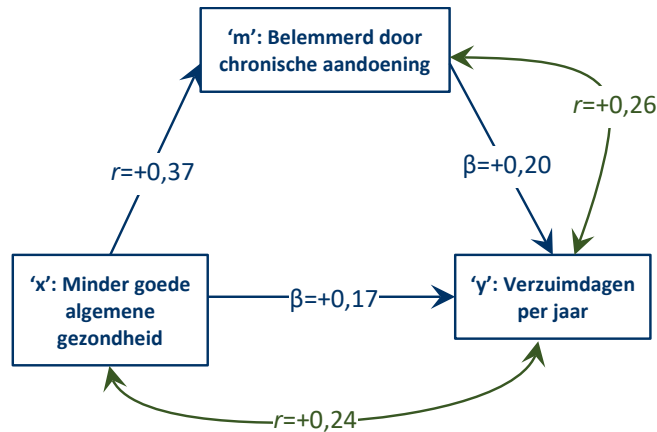 ‘m’: Belemmerd door
chronische aandoening
r=+0,26
r=+0,37
β=+0,20
‘x’: Minder goede
algemene
gezondheid
β=+0,17
‘y’: Verzuimdagen
per jaar
r=+0,24